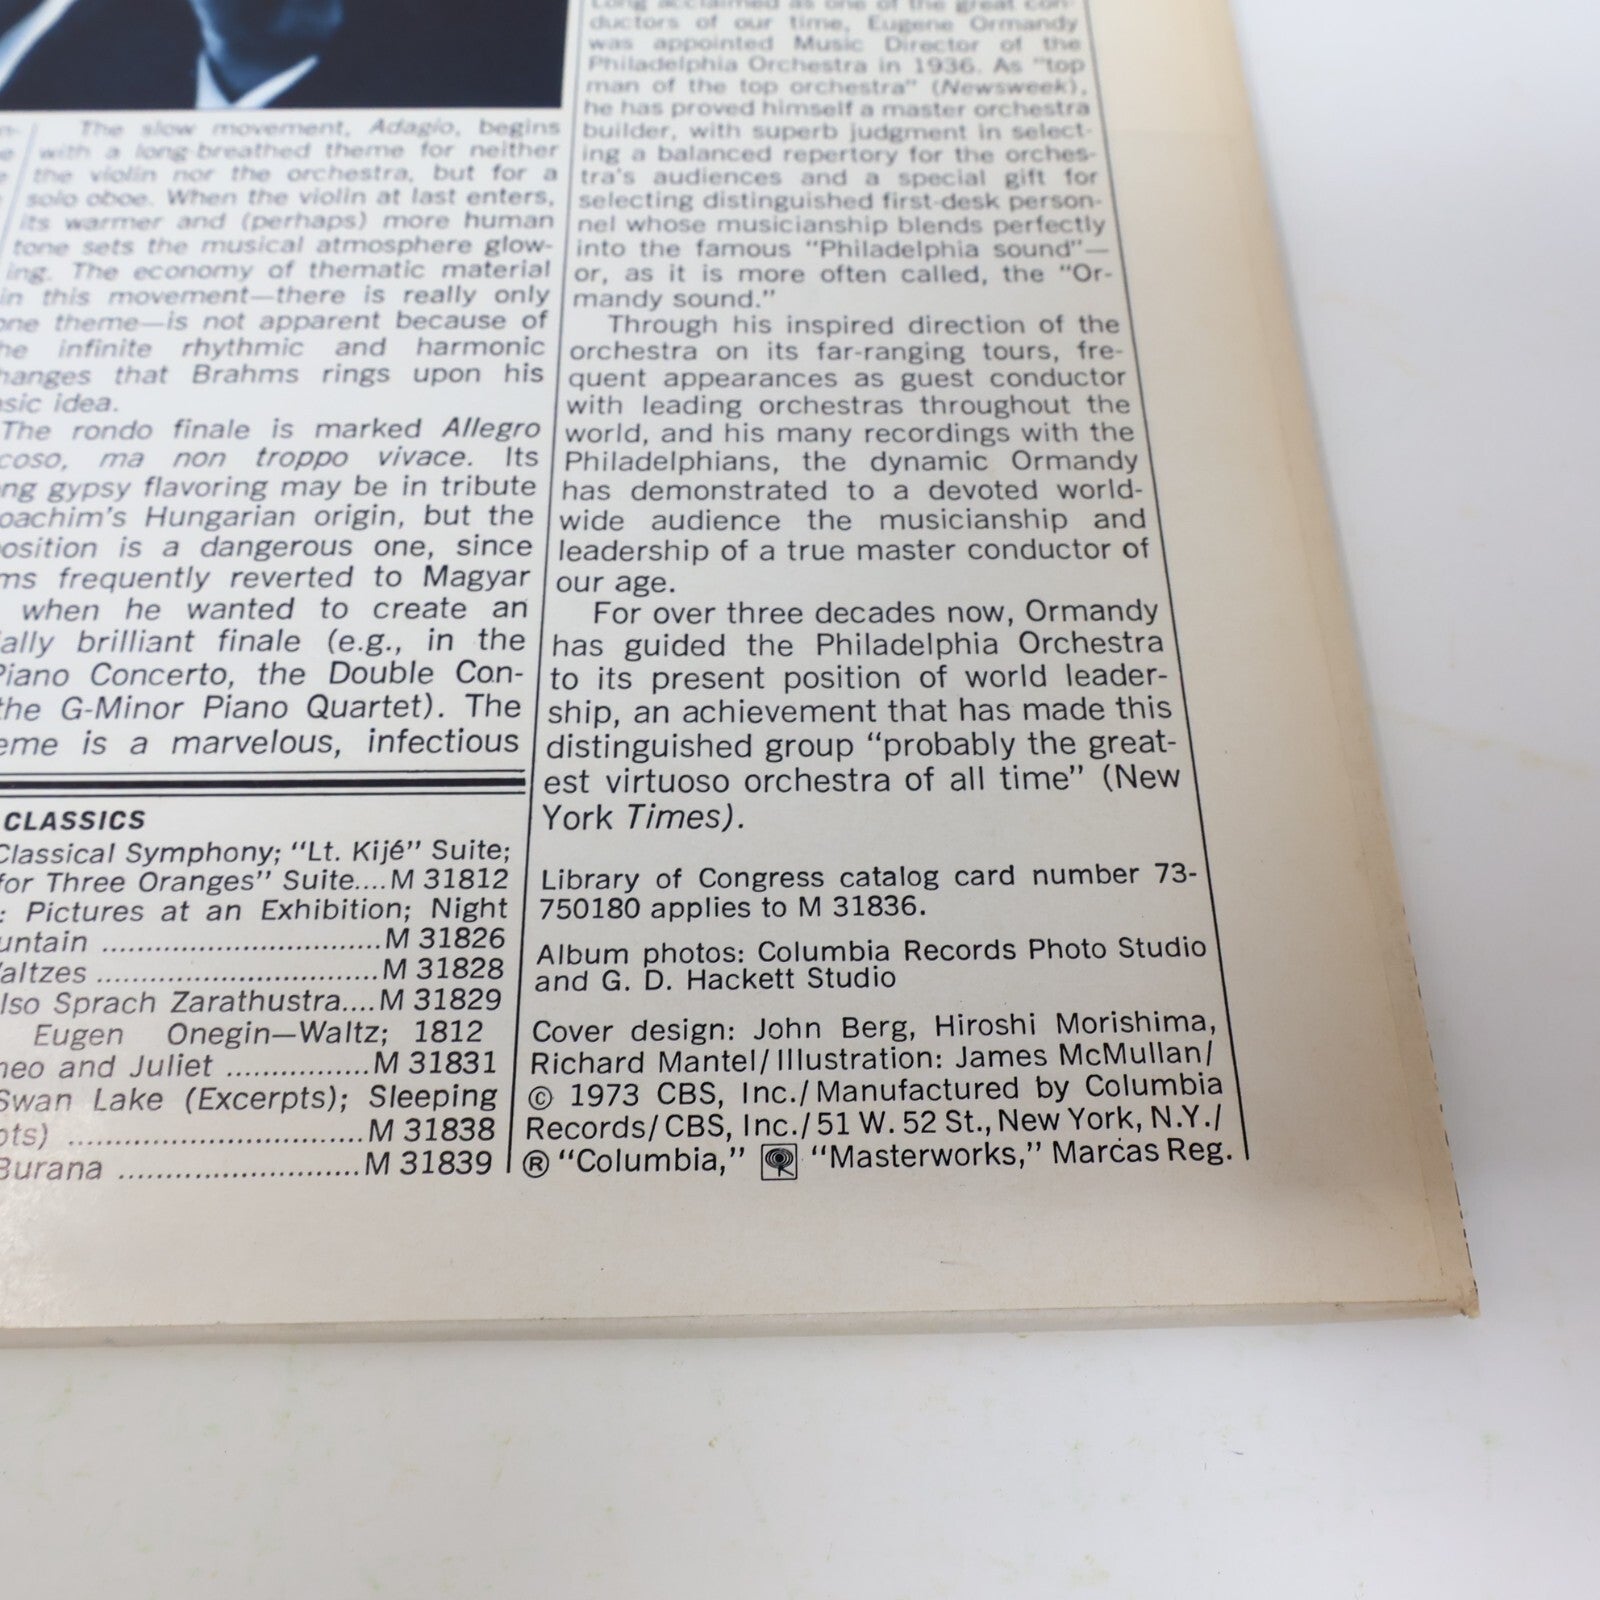 The slow movement, Adagio, begins
with a long-breathed theme for neither
the violin nor the orchestra, but for a
solo oboe. When the violin at last enters,
its warmer and (perhaps) more human
tone sets the musical atmosphere glow-
ing. The economy of thematic material
in this movement—there is really only
one theme—is not apparent because of
he infinite rhythmic and harmonic
hanges that Brahms rings upon his
sic idea.
The rondo finale is marked Allegro
coso, ma non troppo vivace. Its
ng gypsy flavoring may be in tribute
oachim's Hungarian origin, but the
osition is a dangerous one, since
ms frequently reverted to Magyar
when he wanted to create an
ially brilliant finale (e.g., in the
Piano Concerto, the Double Con-
the G-Minor Piano Quartet). The
eme is a marvelous, infectious
CLASSICS
Classical Symphony; "Lt. Kijé" Suite;
for Three Oranges" Suite....M 31812
: Pictures at an Exhibition; Night
untain ................................M 31826
altzes ................................M 31828
lso Sprach Zarathustra....M 31829
Eugen Onegin—Waltz; 1812
neo and Juliet ................M 31831
Swan Lake (Excerpts); Sleeping
ots) .................................M 31838
Burana ...........................M 31839
Long acclaimed as one of the great con-
ductors of our time, Eugene Ormandy
was appointed Music Director of the
Philadelphia Orchestra in 1936. As "top
man of the top orchestra" (Newsweek),
he has proved himself a master orchestra
builder, with superb judgment in select-
ing a balanced repertory for the orches-
tra's audiences and a special gift for
selecting distinguished first-desk person-
nel whose musicianship blends perfectly
into the famous "Philadelphia sound"—
or, as it is more often called, the "Or-
mandy sound."
Through his inspired direction of the
orchestra on its far-ranging tours, fre-
quent appearances as guest conductor
with leading orchestras throughout the
world, and his many recordings with the
Philadelphians, the dynamic Ormandy
has demonstrated to a devoted world-
wide audience the musicianship and
leadership of a true master conductor of
our age.
For over three decades now, Ormandy
has guided the Philadelphia Orchestra
to its present position of world leader-
ship, an achievement that has made this
distinguished group "probably the great-
est virtuoso orchestra of all time" (New
York Times).
Library of Congress catalog card number 73-
750180 applies to M 31836.
Album photos: Columbia Records Photo Studio
and G. D. Hackett Studio
Cover design: John Berg, Hiroshi Morishima,
Richard Mantel/Illustration: James McMullan/
© 1973 CBS, Inc./Manufactured by Columbia
Records/CBS, Inc./51 W. 52 St., New York, N.Y./
® "Columbia," "Masterworks," Marcas Reg.